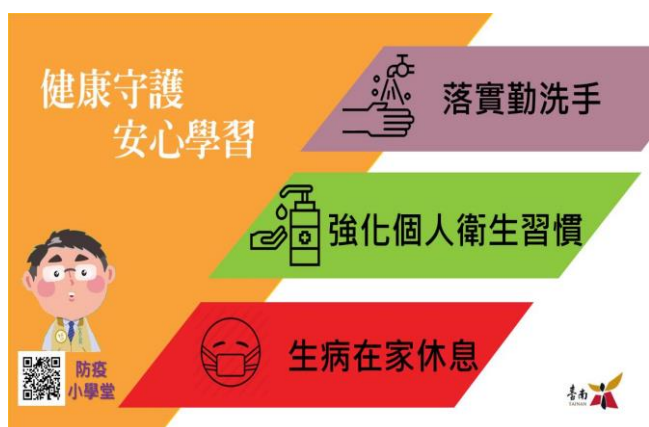 健康守護
安心學習
落實勤洗手
強化個人衛生習慣
生病在家休息
防疫
小學堂
臺南
TAINAN